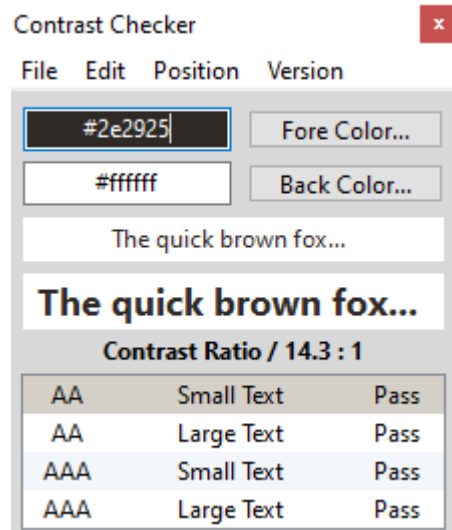 Contrast Checker x
File Edit Position Version
#2e2925 Fore Color...
#ffffff Back Color...
The quick brown fox...
The quick brown fox...
Contrast Ratio / 14.3 : 1
AA Small Text Pass
AA Large Text Pass
AAA Small Text Pass
AAA Large Text Pass